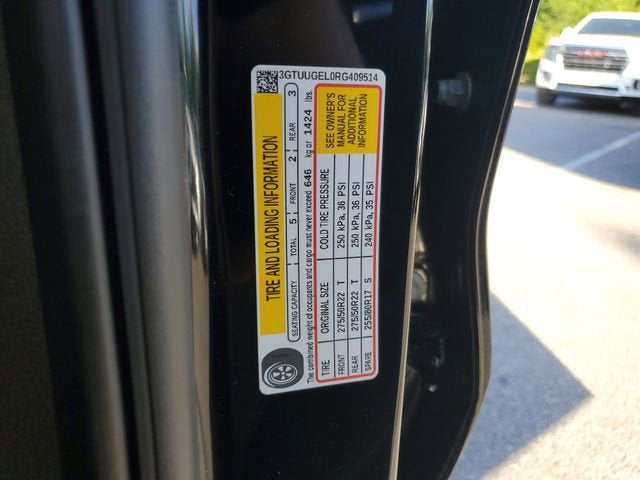 3GTUUGEL0RG409514
TIRE AND LOADING INFORMATION
SEATING CAPACITY TOTAL 5 FRONT 2 REAR 3
The combined weight of occupants and cargo must never exceed 646 kg or 1424 lbs.
TIRE ORIGINAL SIZE COLD TIRE PRESSURE
FRONT 275/50R22 T 250 kPa, 36 PSI
REAR 275/50R22 T 250 kPa, 36 PSI
SPARE 255/80R17 S 240 kPa, 35 PSI
SEE OWNER'S
MANUAL FOR
ADDITIONAL
INFORMATION